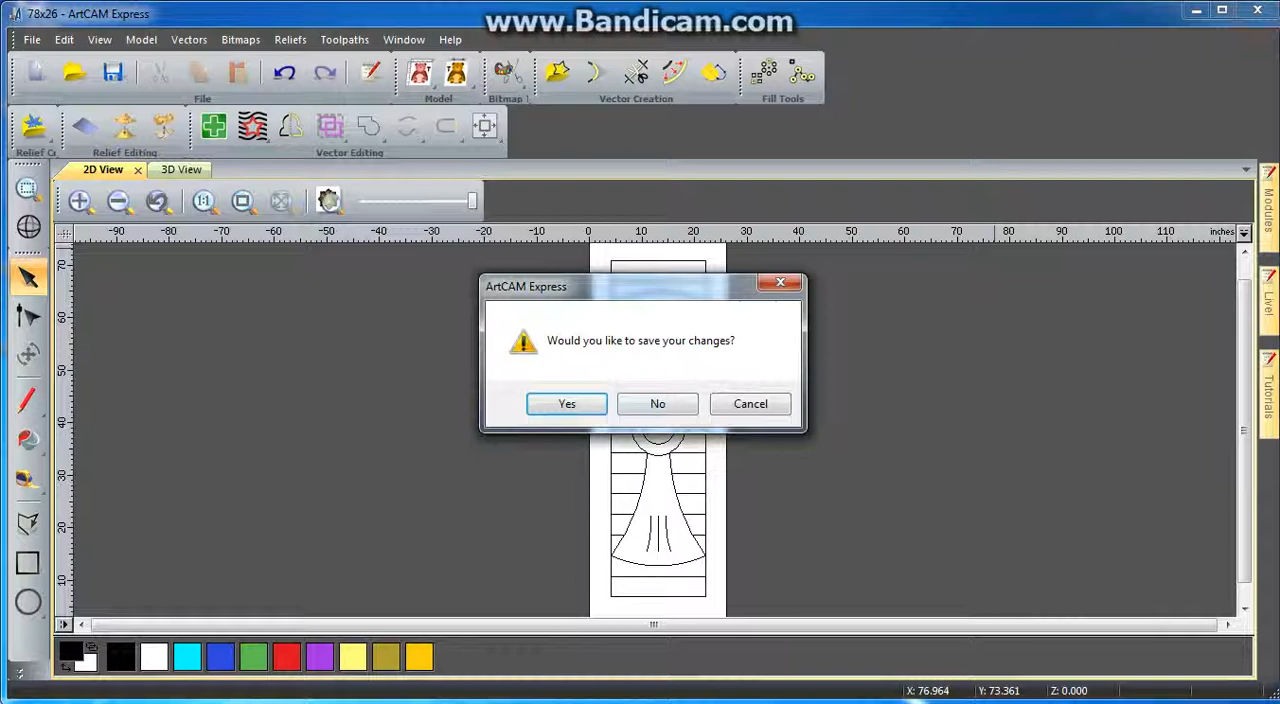 78x26 - ArtCAM Express
www.Bandicam.com
File Edit View Model Vectors Bitmaps Reliefs Toolpaths Window Help
File Model Bitmap Vector Creation Fill Tools
Relief Relief Editing Vector Editing
2D View 3D View
1:1
-90 -80 -70 -60 -50 -40 -30 -20 -10 0 10 20 30 40 50 60 70 80 90 100 110 inches
70
60
50
40
30
20
10
ArtCAM Express
Would you like to save your changes?
Yes No Cancel
Modules
Live!
Tutorials
X: 76.964 Y: 73.361 Z: 0.000